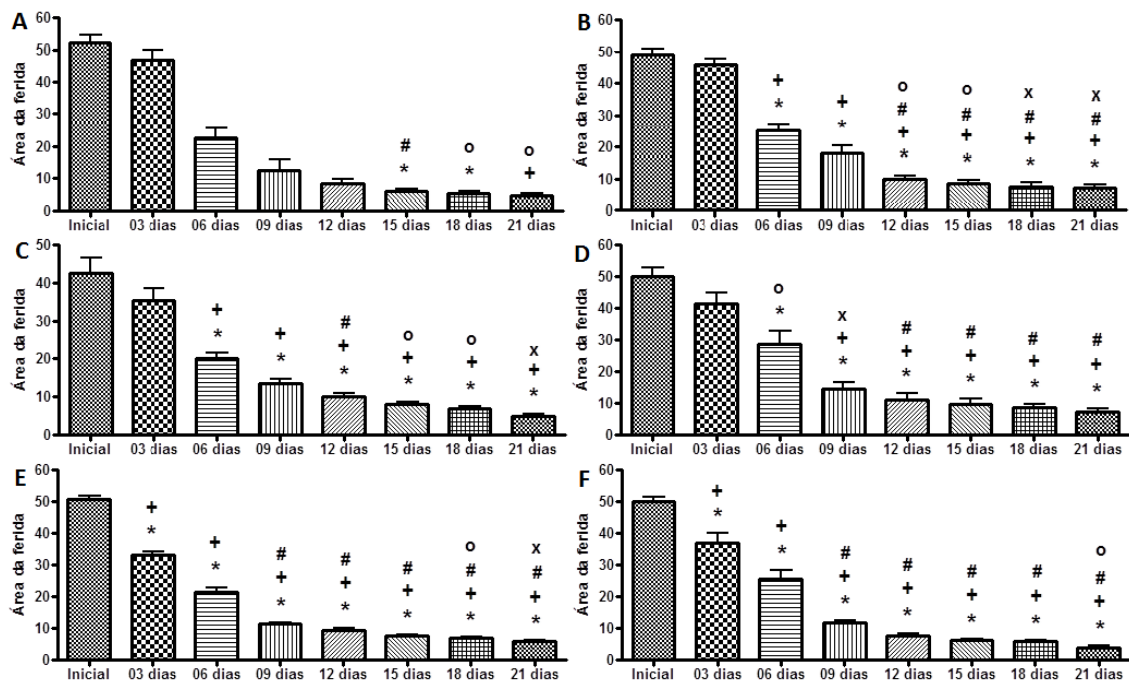 A
Área da ferida
60
50
40
30
20
10
0
# o o
* * +
Inicial 03 dias 06 dias 09 dias 12 dias 15 dias 18 dias 21 dias
B
Área da ferida
60
50
40
30
20
10
0
o o x x
+ + # # # #
* * + + + +
* * * *
Inicial 03 dias 06 dias 09 dias 12 dias 15 dias 18 dias 21 dias
C
Área da ferida
50
40
30
20
10
0
+ + # o o x
* * + + + +
* * * *
Inicial 03 dias 06 dias 09 dias 12 dias 15 dias 18 dias 21 dias
D
Área da ferida
60
50
40
30
20
10
0
o x # # # #
* + + + + +
* * * * *
Inicial 03 dias 06 dias 09 dias 12 dias 15 dias 18 dias 21 dias
E
Área da ferida
60
50
40
30
20
10
0
o x
+ + # # # # #
* * + + + + +
* * * * *
Inicial 03 dias 06 dias 09 dias 12 dias 15 dias 18 dias 21 dias
F
Área da ferida
60
50
40
30
20
10
0
o
+ + # # # # #
* * + + + + +
* * * * *
Inicial 03 dias 06 dias 09 dias 12 dias 15 dias 18 dias 21 dias